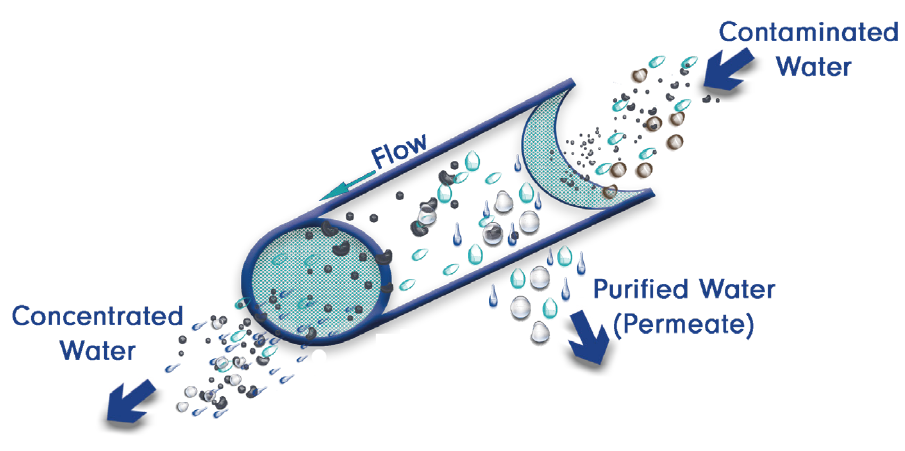 Contaminated
Water
Flow
Purified Water
(Permeate)
Concentrated
Water